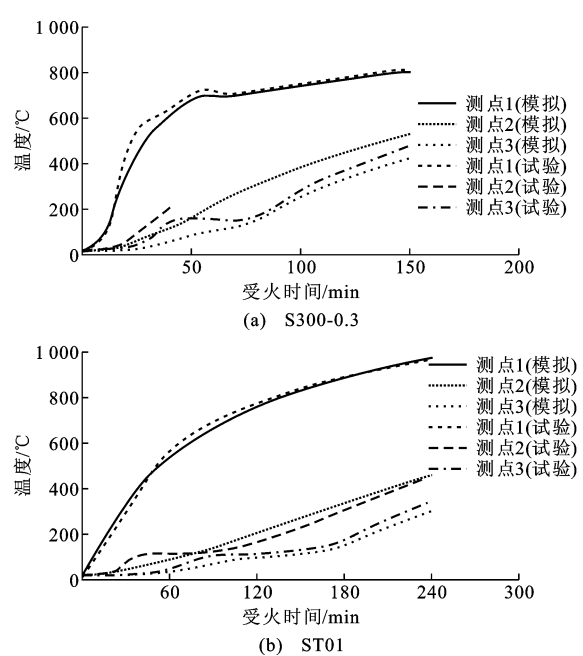 1 000
800
600
400
200
0
温度/℃
50
100
150
200
受火时间/min
测点1(模拟)
测点2(模拟)
测点3(模拟)
测点1(试验)
测点2(试验)
测点3(试验)
(a) S300-0.3
1 000
800
600
400
200
0
温度/℃
60
120
180
240
300
受火时间/min
测点1(模拟)
测点2(模拟)
测点3(模拟)
测点1(试验)
测点2(试验)
测点3(试验)
(b) ST01